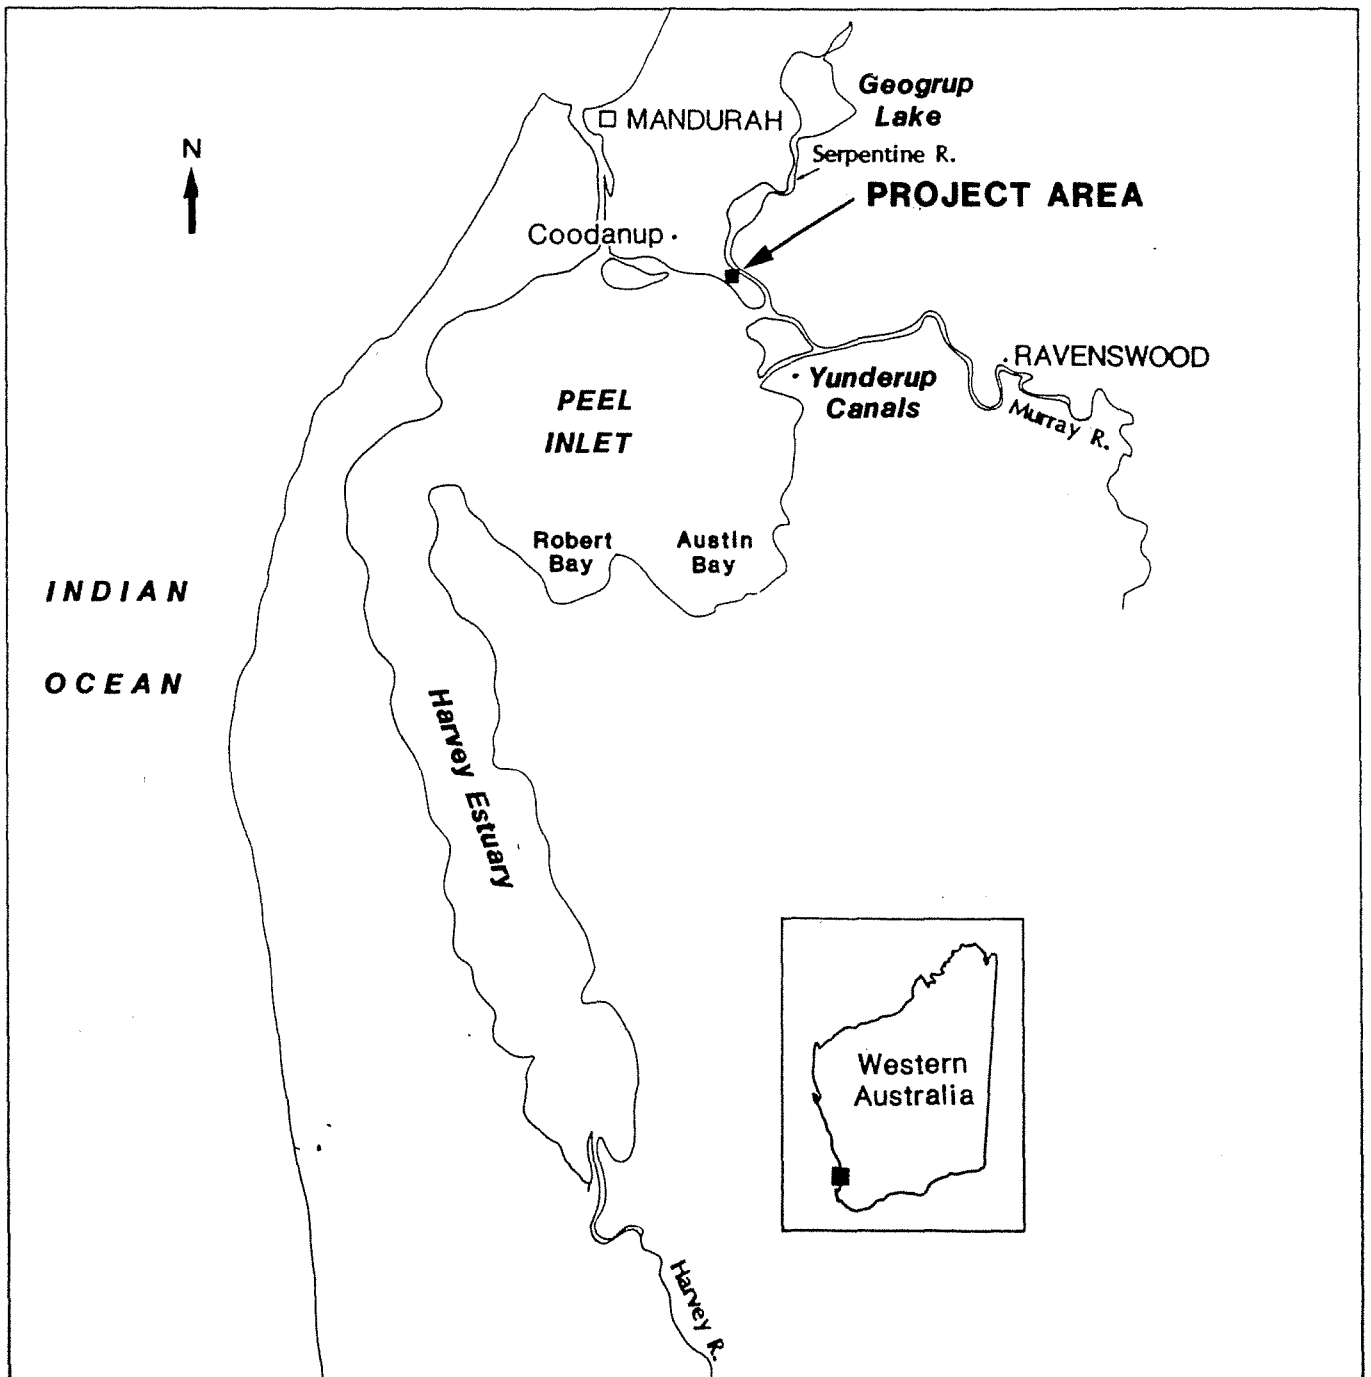 Geogrup
Lake
N
MANDURAH
Serpentine R.
PROJECT AREA
Coodanup
RAVENSWOOD
Yunderup
Canals
PEEL
INLET
Murray R.
Robert
Bay
Austin
Bay
INDIAN
OCEAN
Harvey Estuary
Western
Australia
Harvey R.